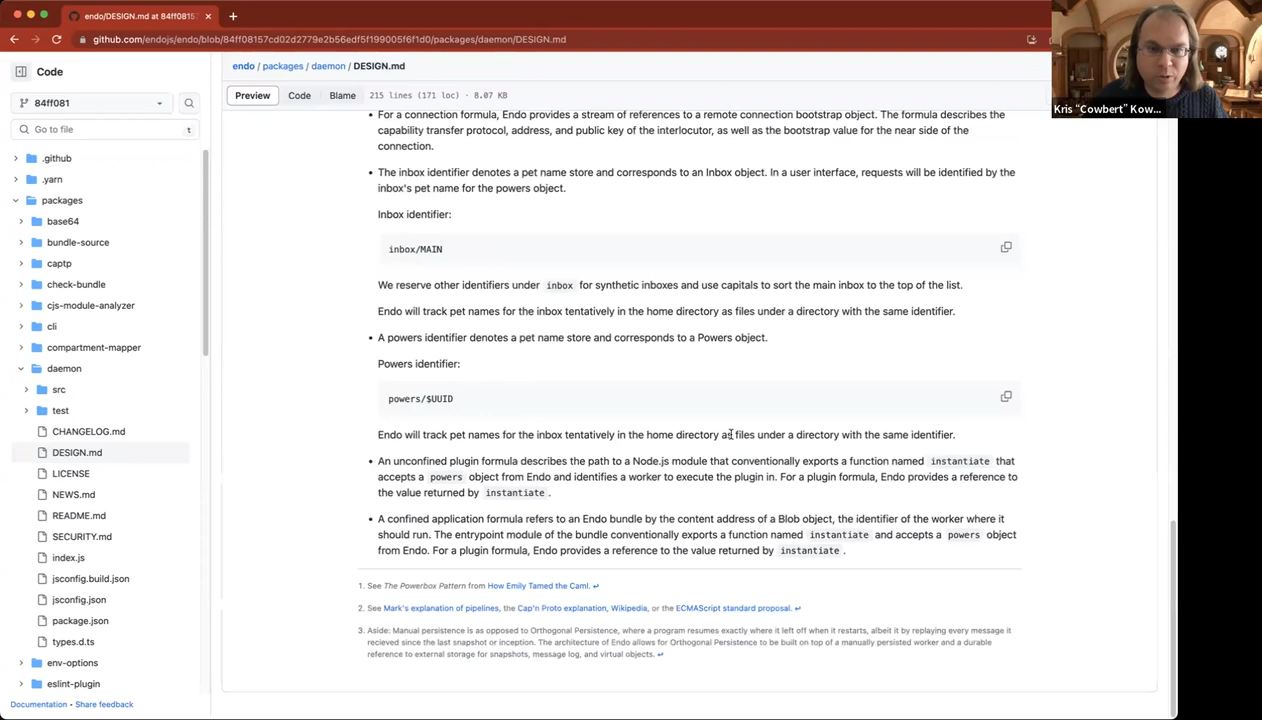 endo/DESIGN.md at 84ff0815
github.com/endojs/endo/blob/84ff08157cd02d2779e2b56edf5f199005f6f1d0/packages/daemon/DESIGN.md
Kris "Cowbert" Kow...
Code
84ff081
Go to file
t
.github
.yarn
packages
base64
bundle-source
captp
check-bundle
cjs-module-analyzer
cli
compartment-mapper
daemon
src
test
CHANGELOG.md
DESIGN.md
LICENSE
NEWS.md
README.md
SECURITY.md
index.js
jsconfig.build.json
jsconfig.json
package.json
types.d.ts
env-options
eslint-plugin
Documentation • Share feedback
endo / packages / daemon / DESIGN.md
Preview Code Blame 215 lines (171 loc) · 8.07 KB
• For a connection formula, Endo provides a stream of references to a remote connection bootstrap object. The formula describes the
capability transfer protocol, address, and public key of the interlocutor, as well as the bootstrap value for the near side of the
connection.
• The inbox identifier denotes a pet name store and corresponds to an Inbox object. In a user interface, requests will be identified by the
inbox's pet name for the powers object.
Inbox identifier:
inbox/MAIN
We reserve other identifiers under inbox for synthetic inboxes and use capitals to sort the main inbox to the top of the list.
Endo will track pet names for the inbox tentatively in the home directory as files under a directory with the same identifier.
• A powers identifier denotes a pet name store and corresponds to a Powers object.
Powers identifier:
powers/$UUID
Endo will track pet names for the inbox tentatively in the home directory as files under a directory with the same identifier.
• An unconfined plugin formula describes the path to a Node.js module that conventionally exports a function named instantiate that
accepts a powers object from Endo and identifies a worker to execute the plugin in. For a plugin formula, Endo provides a reference to
the value returned by instantiate .
• A confined application formula refers to an Endo bundle by the content address of a Blob object, the identifier of the worker where it
should run. The entrypoint module of the bundle conventionally exports a function named instantiate and accepts a powers object
from Endo. For a plugin formula, Endo provides a reference to the value returned by instantiate .
1. See The Powerbox Pattern from How Emily Tamed the Caml. ↩
2. See Mark's explanation of pipelines, the Cap'n Proto explanation, Wikipedia, or the ECMAScript standard proposal. ↩
3. Aside: Manual persistence is as opposed to Orthogonal Persistence, where a program resumes exactly where it left off when it restarts, albeit by replaying every message it
recieved since the last snapshot or inception. The architecture of Endo allows for Orthogonal Persistence to be built on top of a manually persisted worker and a durable
reference to external storage for snapshots, message log, and virtual objects. ↩